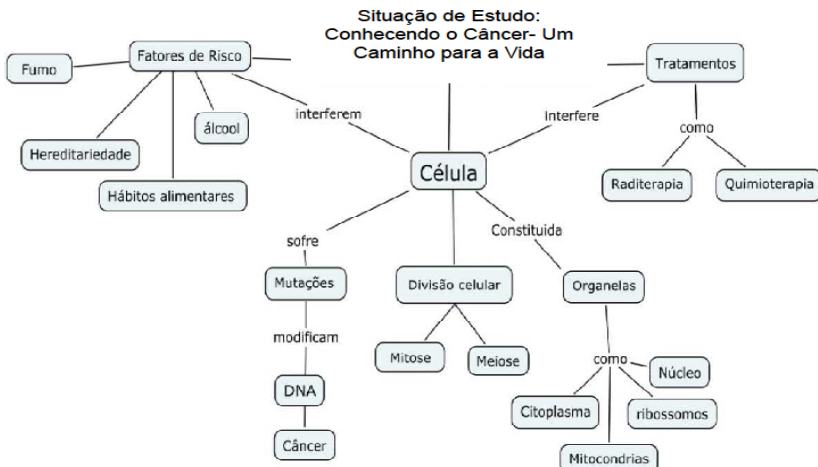 Situação de Estudo:
Conhecendo o Câncer- Um
Caminho para a Vida
Fatores de Risco
Tratamentos
Fumo
interferem
Interfere
álcool
como
Hereditariedade
Célula
Raditerapia
Quimioterapia
Hábitos alimentares
sofre
Constituida
Mutações
Divisão celular
Organelas
modificam
Mitose
Meiose
como
Núcleo
DNA
Citoplasma
ribossomos
Câncer
Mitocondrias